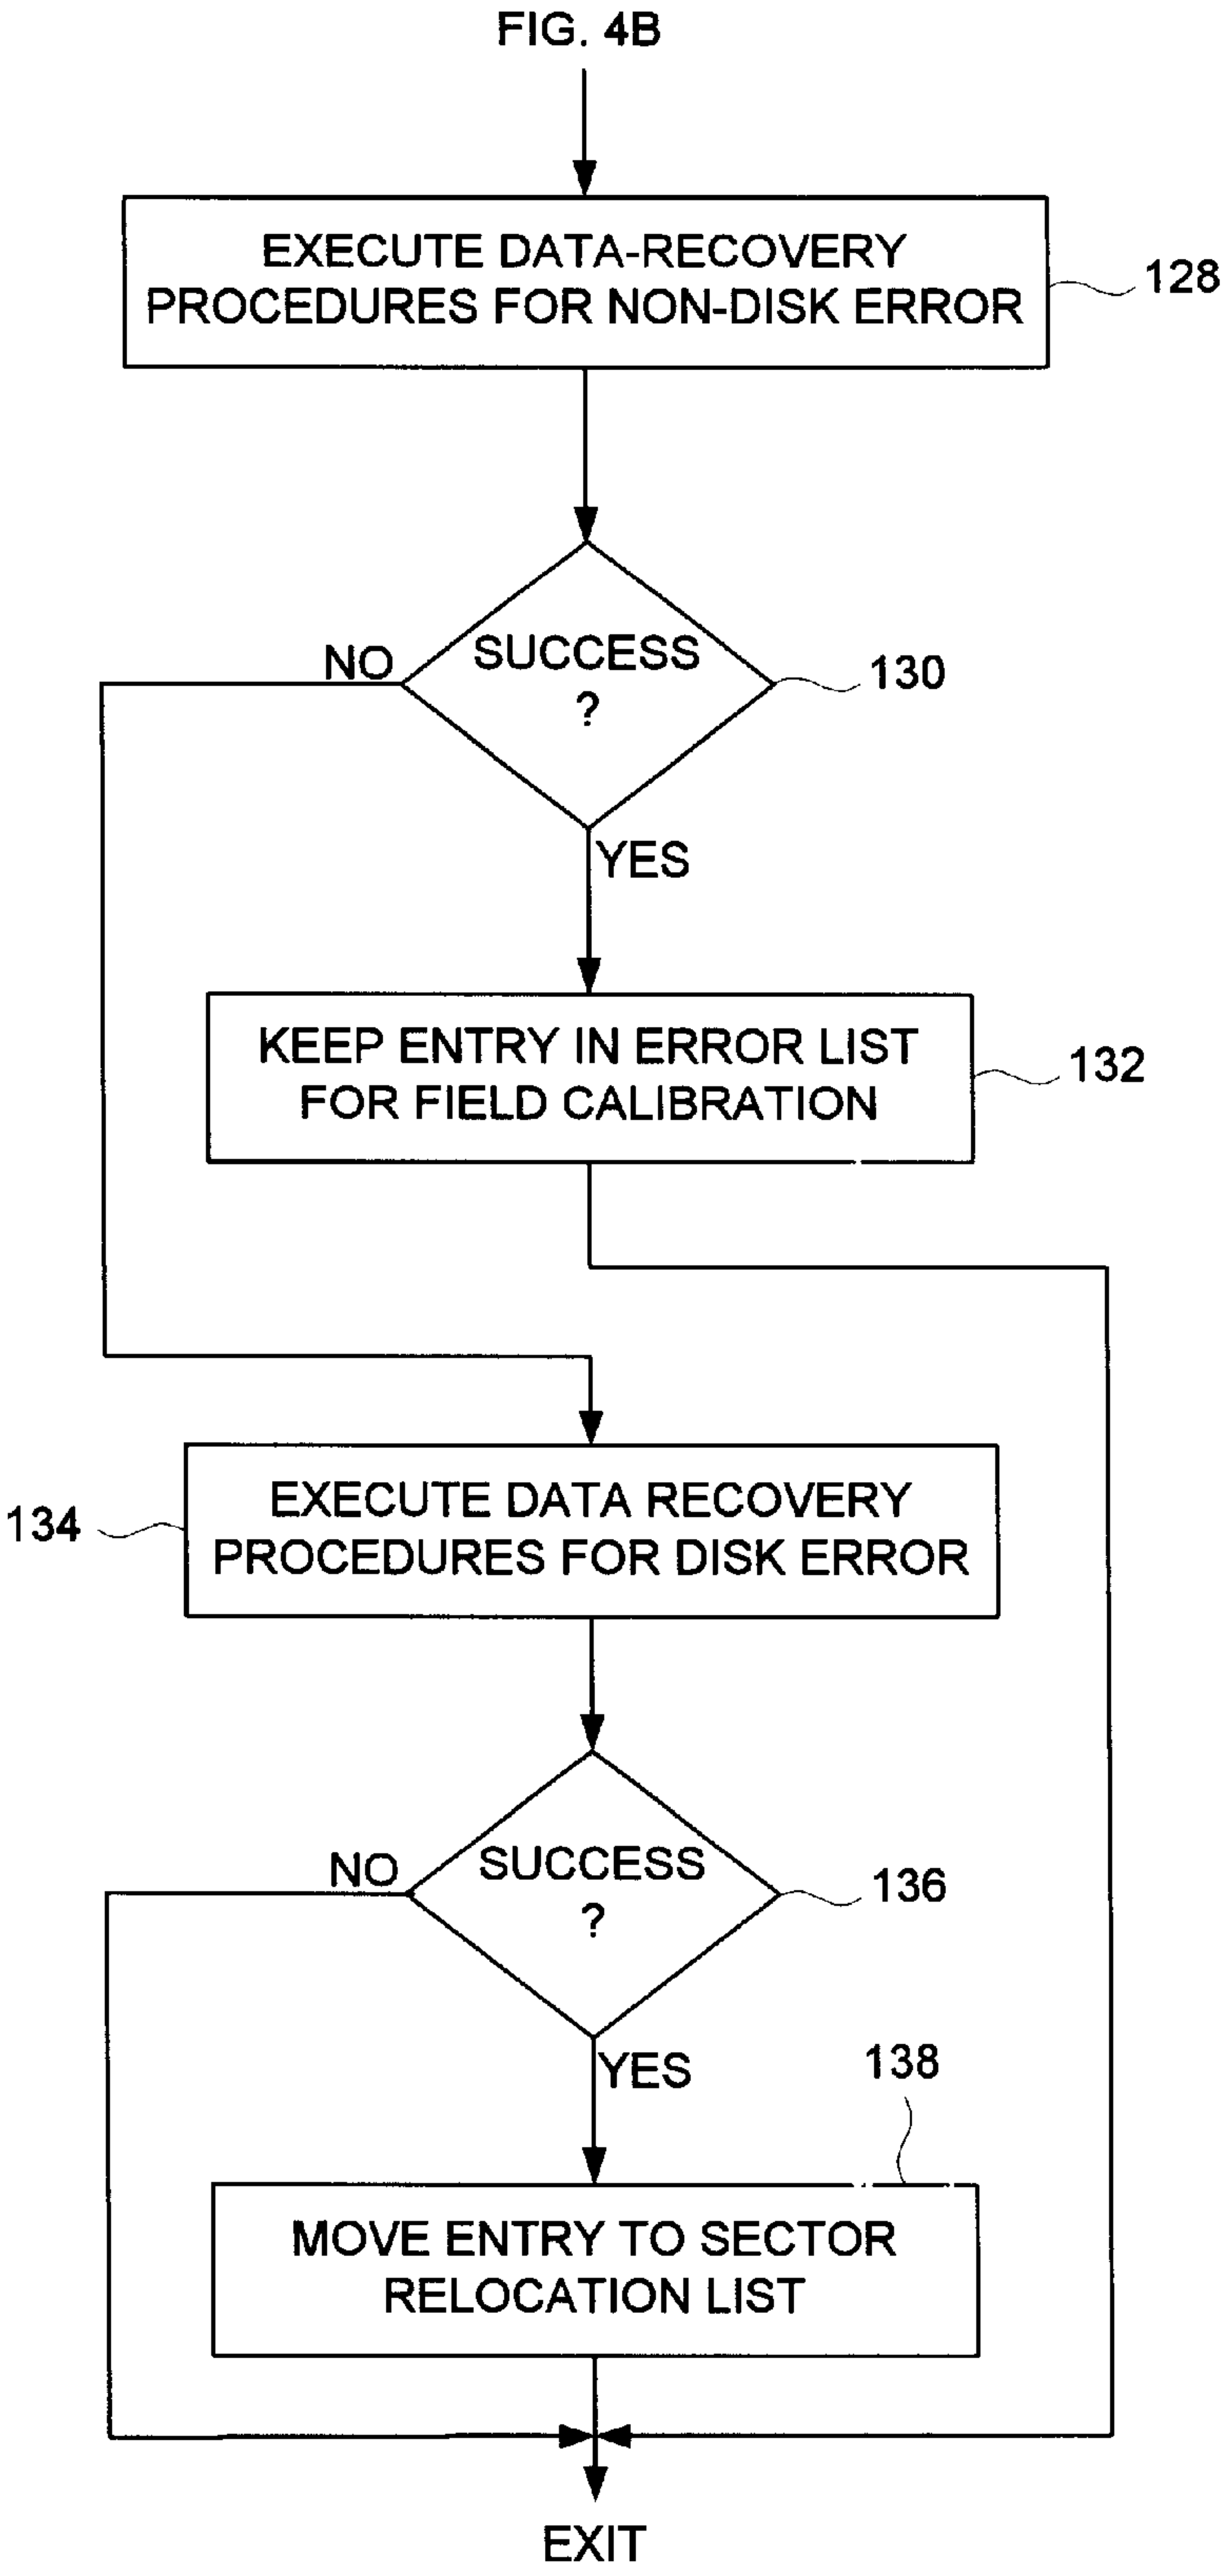 FIG. 4B
EXECUTE DATA-RECOVERY
PROCEDURES FOR NON-DISK ERROR
128
SUCCESS
?
NO
130
YES
KEEP ENTRY IN ERROR LIST
FOR FIELD CALIBRATION
132
EXECUTE DATA RECOVERY
PROCEDURES FOR DISK ERROR
134
SUCCESS
?
NO
136
YES
138
MOVE ENTRY TO SECTOR
RELOCATION LIST
EXIT